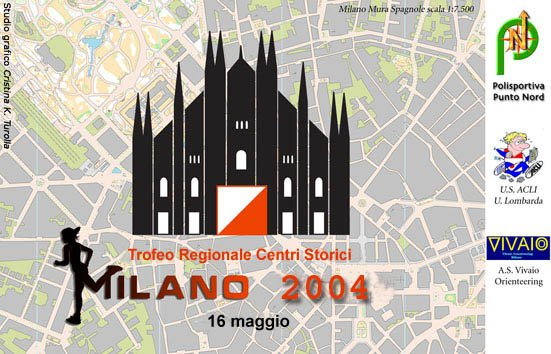 Milano Mura Spagnole scala 1:7.500
Studio grafico Cristina K. Turolla
Trofeo Regionale Centri Storici
MILANO 2004
16 maggio
PN
Polisportiva
Punto Nord
U.S. ACLI
U. Lombarda
VIVAIO
A.S. Vivaio
Orienteering